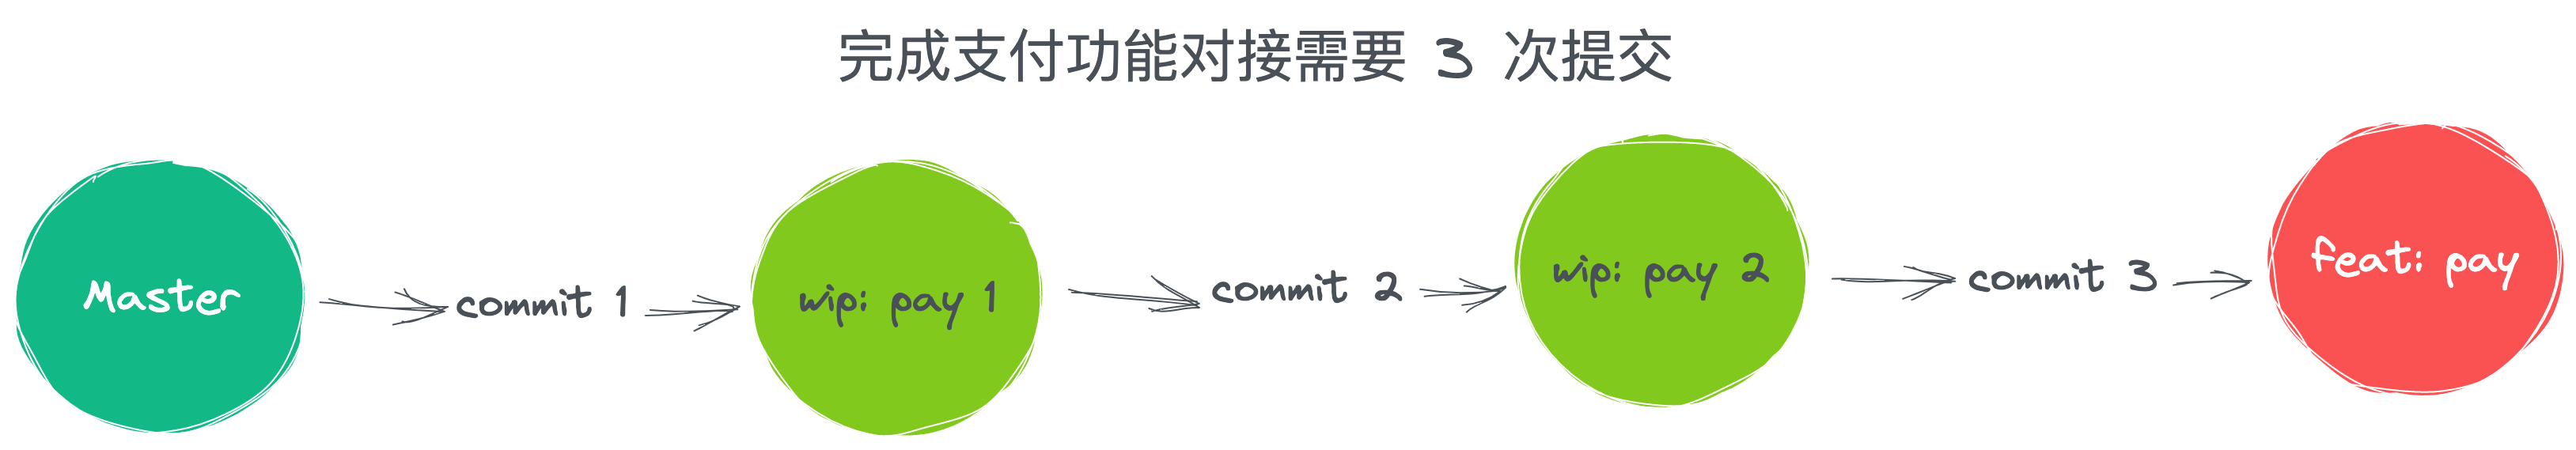 完成支付功能对接需要 3 次提交
Master
commit 1
wip: pay 1
commit 2
wip: pay 2
commit 3
feat: pay